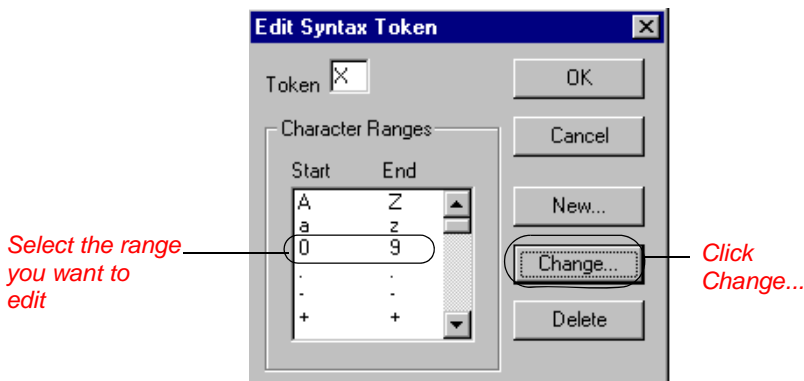 Edit Syntax Token
Token X
OK
Character Ranges
Cancel
Start End
A Z
a z
0 9
. .
- -
+ +
New...
Change...
Delete
Select the range
you want to
edit
Click
Change...